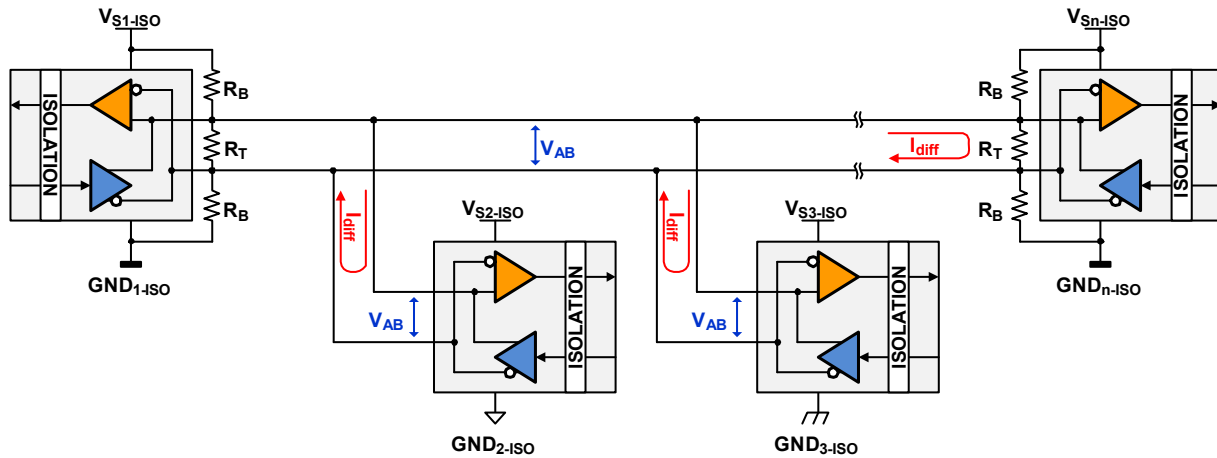 VS1-ISO
VSn-ISO
RB
RB
ISOLATION
ISOLATION
RT
VAB
Idiff
RT
RB
RB
Idiff
VS2-ISO
Idiff
VS3-ISO
GND1-ISO
GNDn-ISO
VAB
ISOLATION
VAB
ISOLATION
GND2-ISO
GND3-ISO